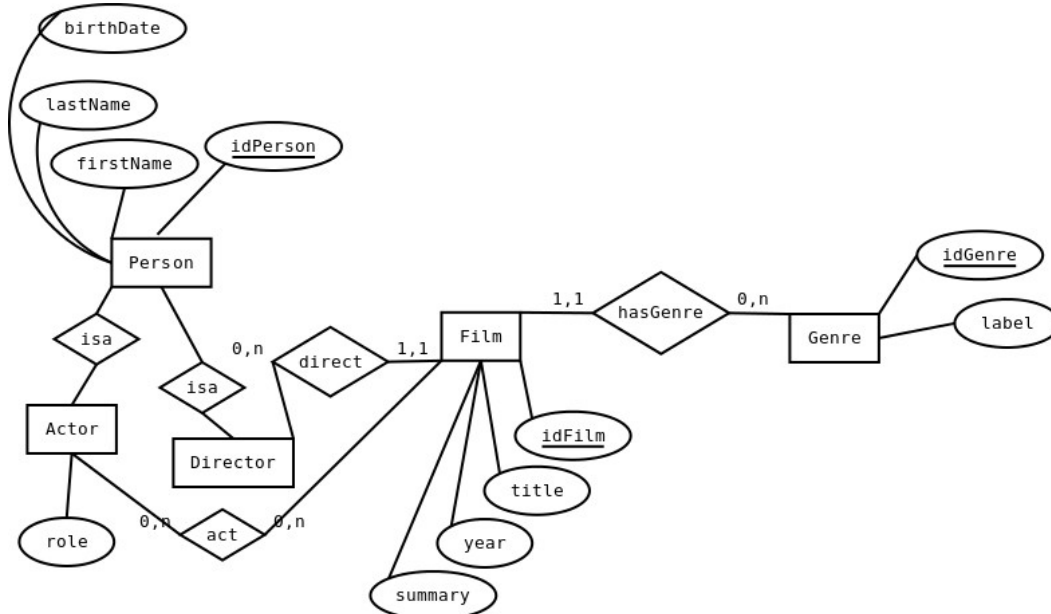 birthDate
lastName
idPerson
firstName
Person
idGenre
1,1
hasGenre
0,n
label
isa
0,n
direct
1,1
Film
Genre
isa
Actor
Director
idFilm
title
role
0,n
act
0,n
year
summary